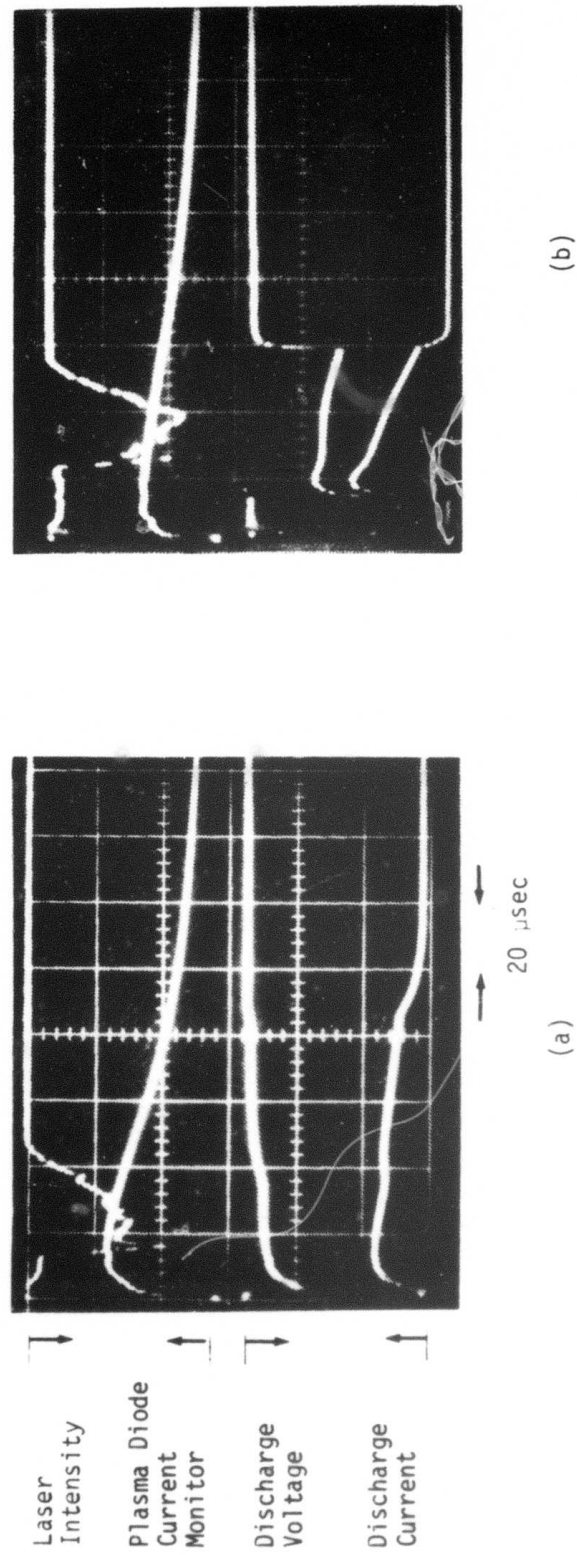 Laser
Intensity
Plasma Diode
Current
Monitor
Discharge
Voltage
Discharge
Current
20 μsec
(a)
(b)